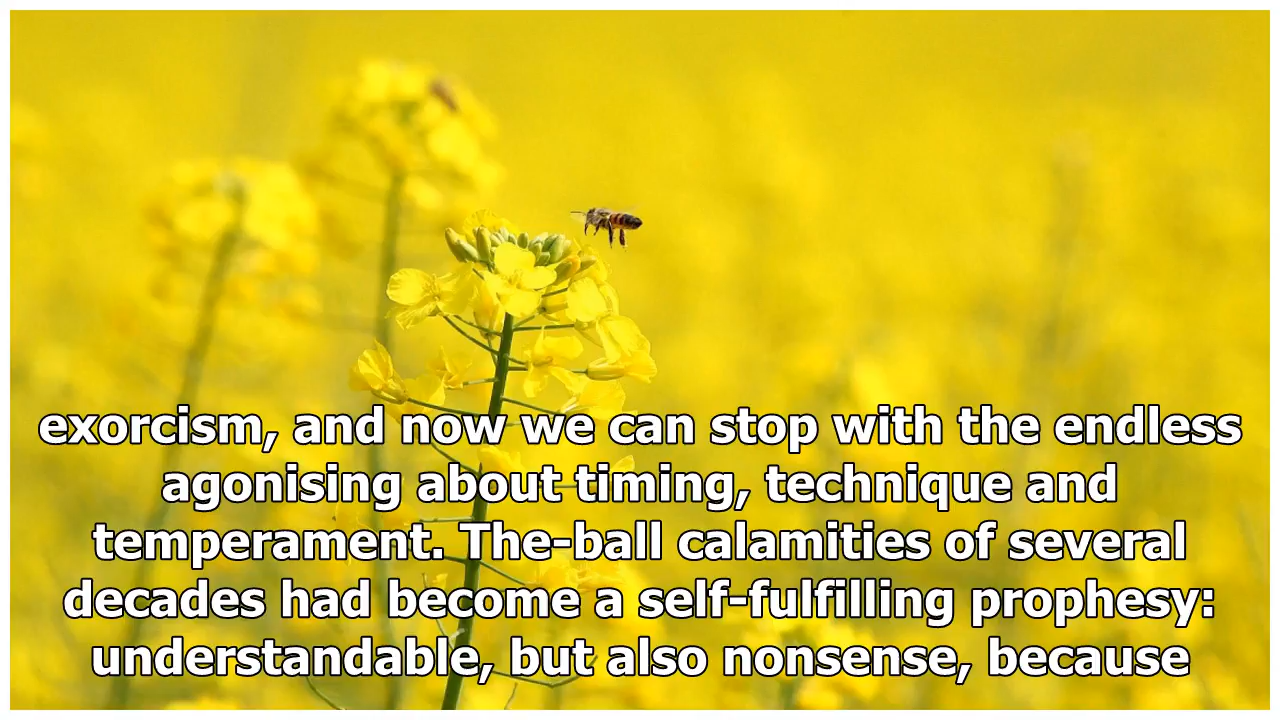 exorcism, and now we can stop with the endless
agonising about timing, technique and
temperament. The-ball calamities of several
decades had become a self-fulfilling prophesy:
understandable, but also nonsense, because